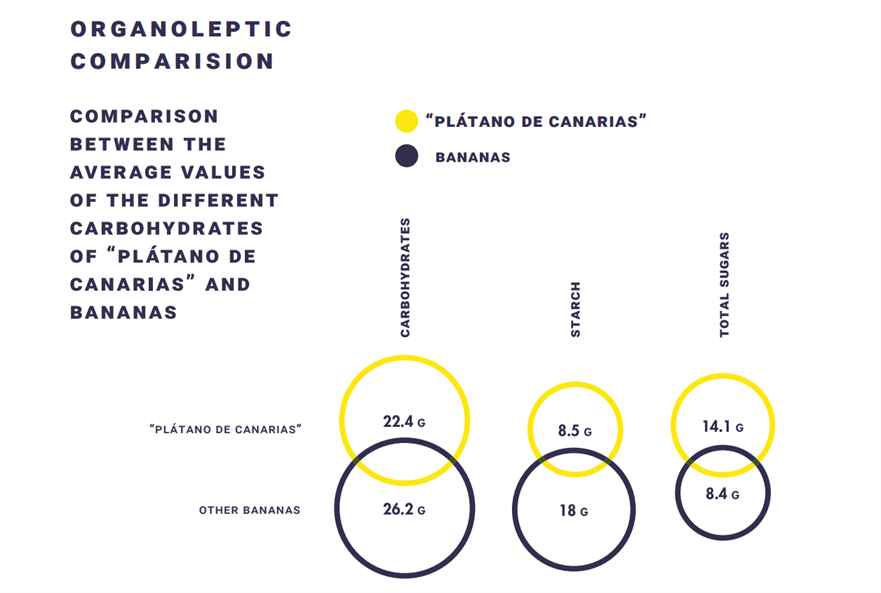 ORGANOLEPTIC
COMPARISION
COMPARISON
BETWEEN THE
AVERAGE VALUES
OF THE DIFFERENT
CARBOHYDRATES
OF “PLÁTANO DE
CANARIAS” AND
BANANAS
“PLÁTANO DE CANARIAS”
BANANAS
CARBOHYDRATES
STARCH
TOTAL SUGARS
“PLÁTANO DE CANARIAS”
22.4 G
8.5 G
14.1 G
OTHER BANANAS
26.2 G
18 G
8.4 G